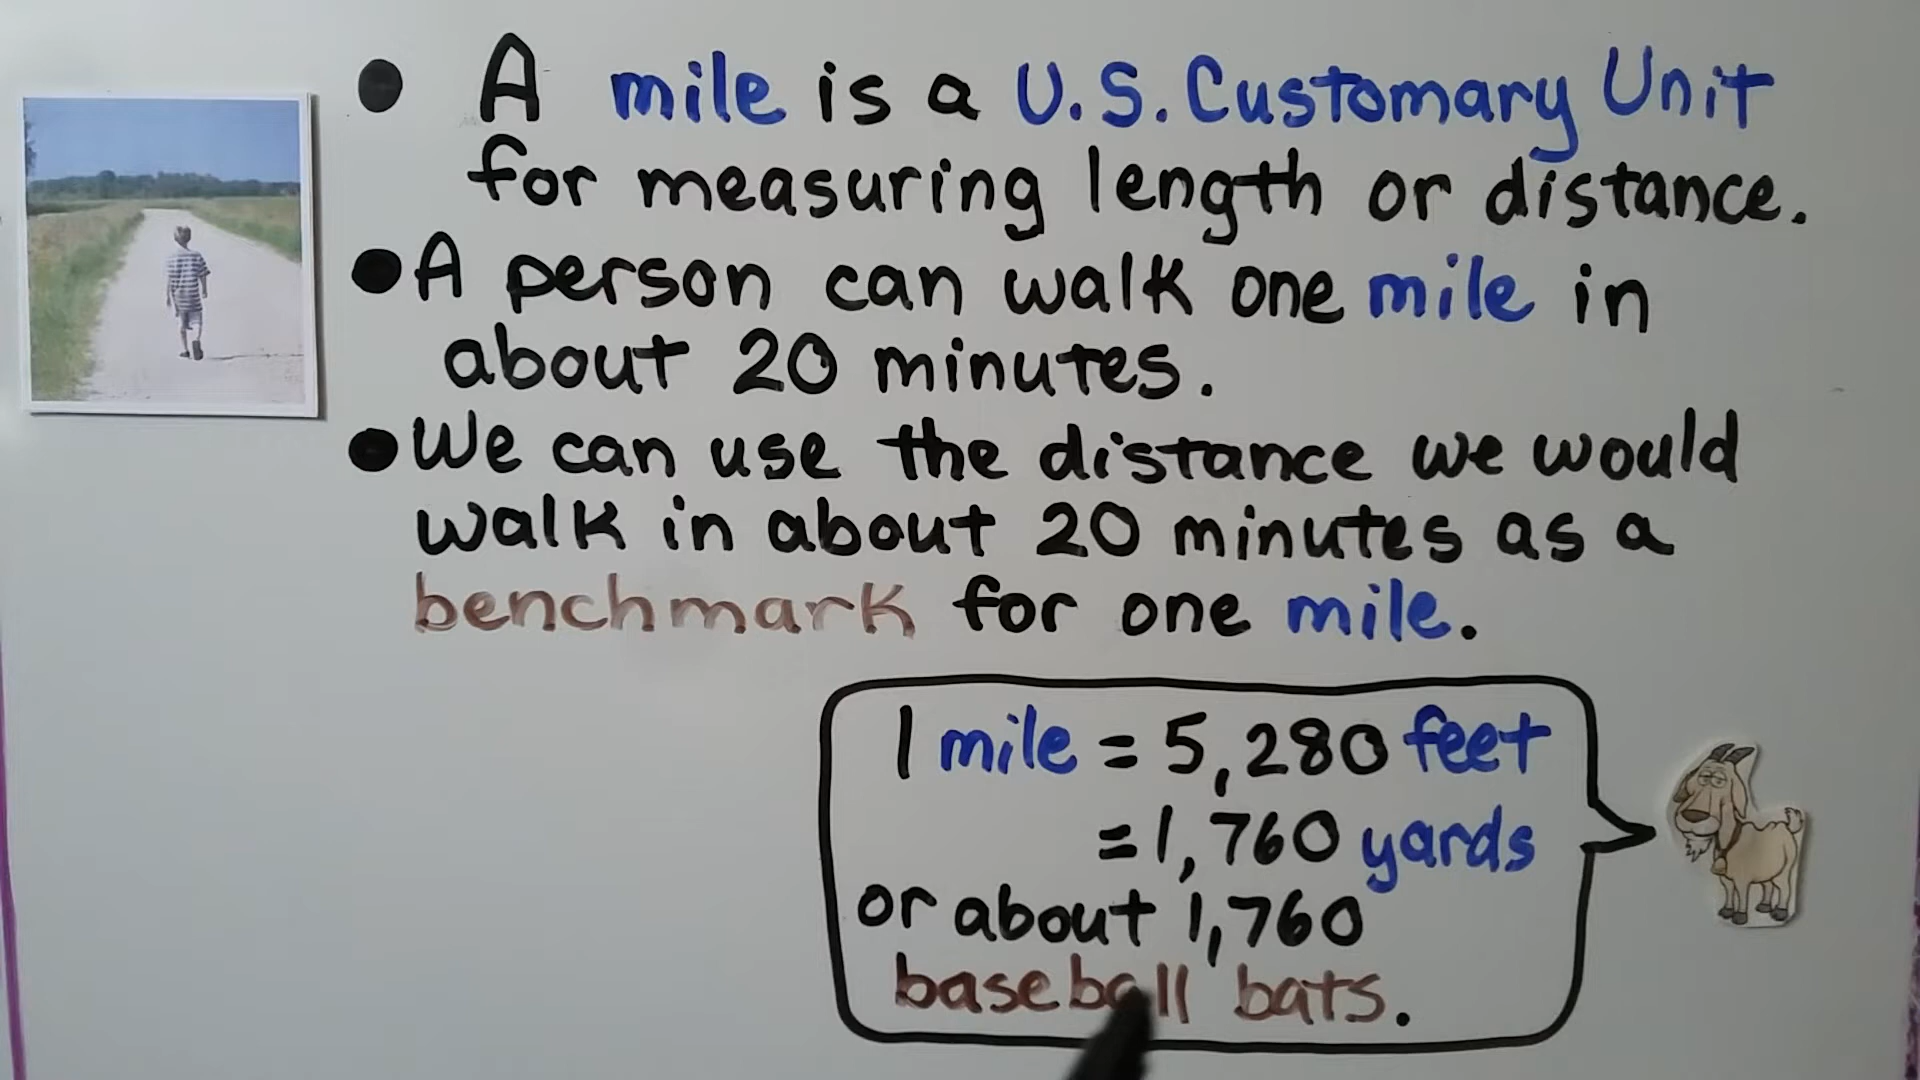 • A mile is a U.S. Customary Unit
for measuring length or distance.
• A person can walk one mile in
about 20 minutes.
• We can use the distance we would
walk in about 20 minutes as a
benchmark for one mile.
1 mile = 5,280 feet
= 1,760 yards
or about 1,760
baseball bats.